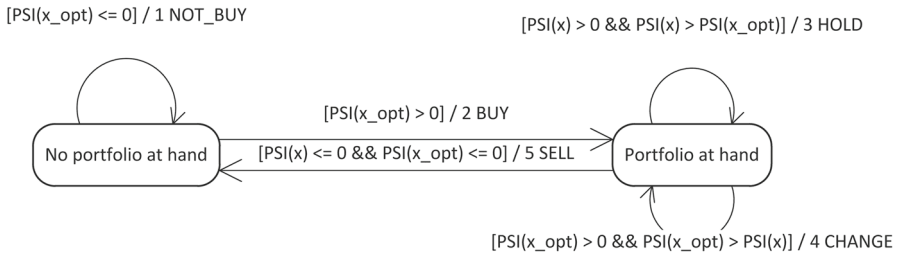 [PSI(x_opt) <= 0] / 1 NOT_BUY
[PSI(x) > 0 && PSI(x) > PSI(x_opt)] / 3 HOLD
[PSI(x_opt) > 0] / 2 BUY
No portfolio at hand
[PSI(x) <= 0 && PSI(x_opt) <= 0] / 5 SELL
Portfolio at hand
[PSI(x_opt) > 0 && PSI(x_opt) > PSI(x)] / 4 CHANGE